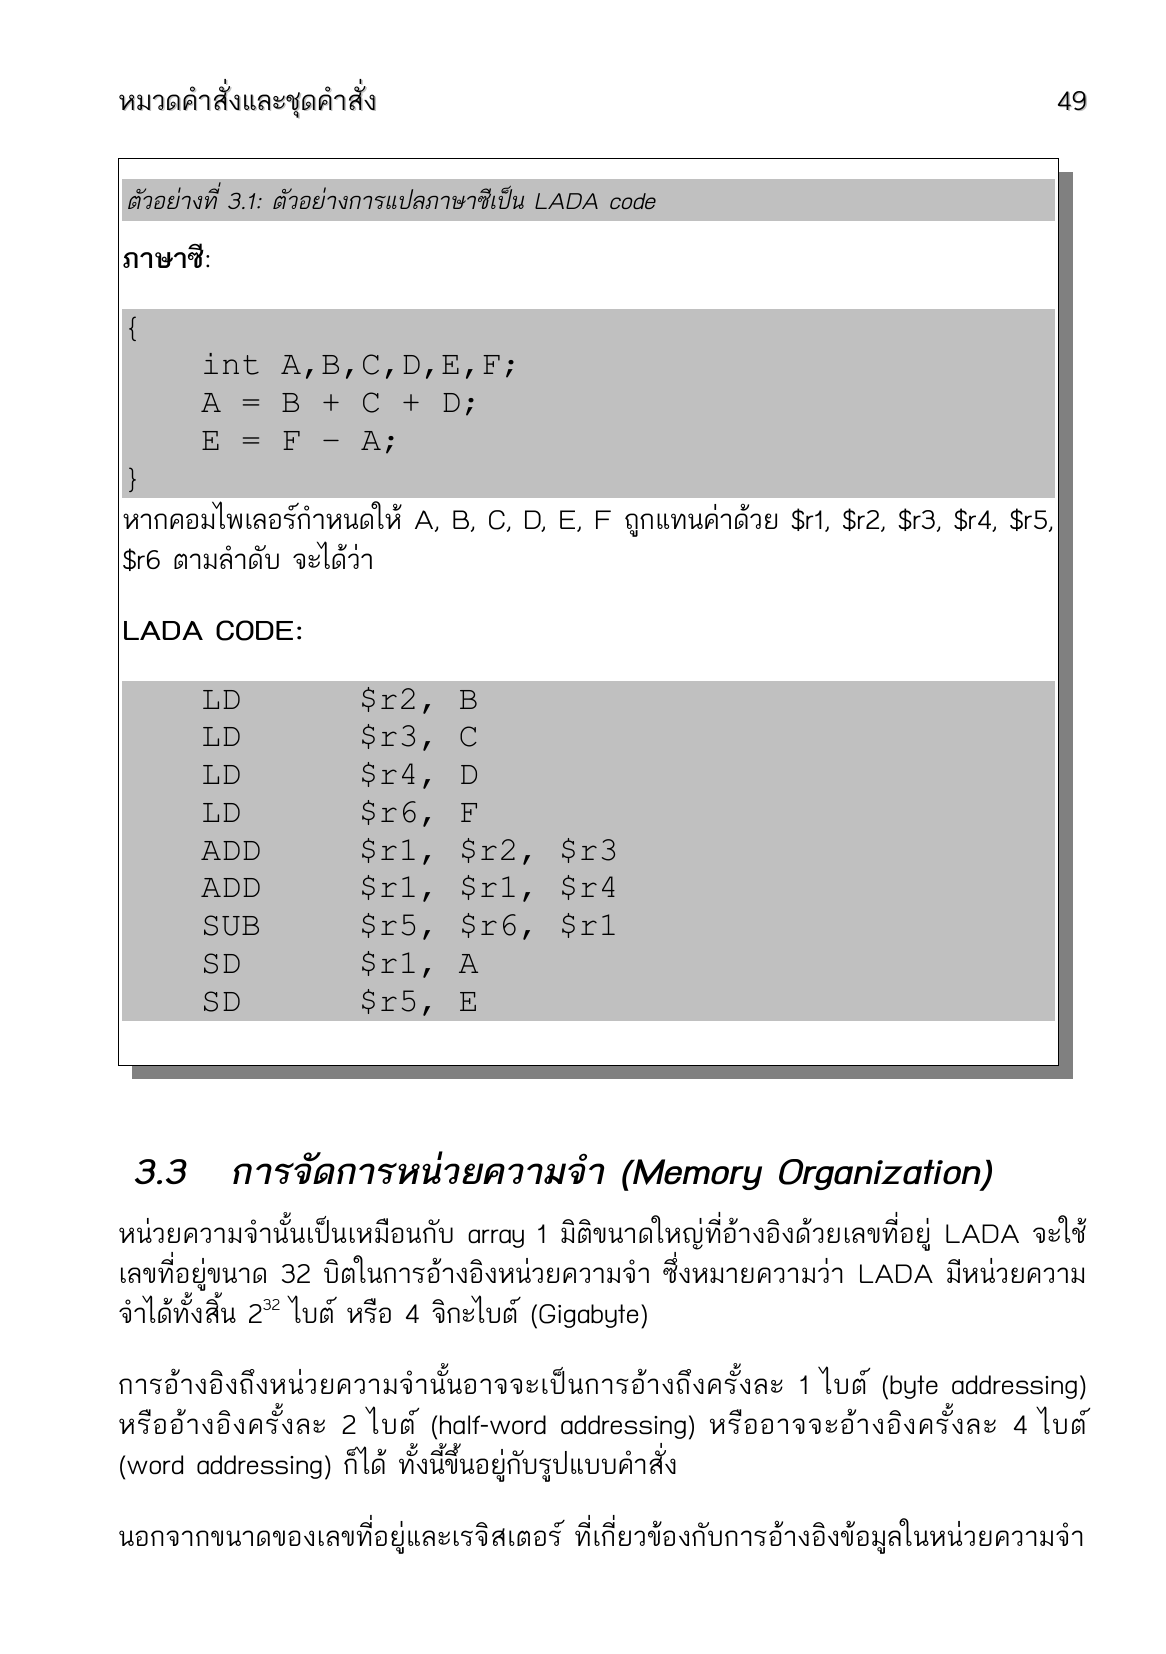 หมวดคำสั่งและชุดคำสั่ง 49
ตัวอย่างที่ 3.1: ตัวอย่างการแปลภาษาซีเป็น LADA code
ภาษาซี:
{
int A,B,C,D,E,F;
A = B + C + D;
E = F - A;
}
หากคอมไพเลอร์กำหนดให้ A, B, C, D, E, F ถูกแทนค่าด้วย $r1, $r2, $r3, $r4, $r5,
$r6 ตามลำดับ จะได้ว่า
LADA CODE:
LD $r2, B
LD $r3, C
LD $r4, D
LD $r6, F
ADD $r1, $r2, $r3
ADD $r1, $r1, $r4
SUB $r5, $r6, $r1
SD $r1, A
SD $r5, E
3.3 การจัดการหน่วยความจำ (Memory Organization)
หน่วยความจำนั้นเป็นเหมือนกับ array 1 มิติขนาดใหญ่ที่อ้างอิงด้วยเลขที่อยู่ LADA จะใช้
เลขที่อยู่ขนาด 32 บิตในการอ้างอิงหน่วยความจำ ซึ่งหมายความว่า LADA มีหน่วยความ
จำได้ทั้งสิ้น 2³² ไบต์ หรือ 4 จิกะไบต์ (Gigabyte)
การอ้างอิงถึงหน่วยความจำนั้นอาจจะเป็นการอ้างถึงครั้งละ 1 ไบต์ (byte addressing)
หรืออ้างอิงครั้งละ 2 ไบต์ (half-word addressing) หรืออาจจะอ้างอิงครั้งละ 4 ไบต์
(word addressing) ก็ได้ ทั้งนี้ขึ้นอยู่กับรูปแบบคำสั่ง
นอกจากขนาดของเลขที่อยู่และเรจิสเตอร์ ที่เกี่ยวข้องกับการอ้างอิงข้อมูลในหน่วยความจำ